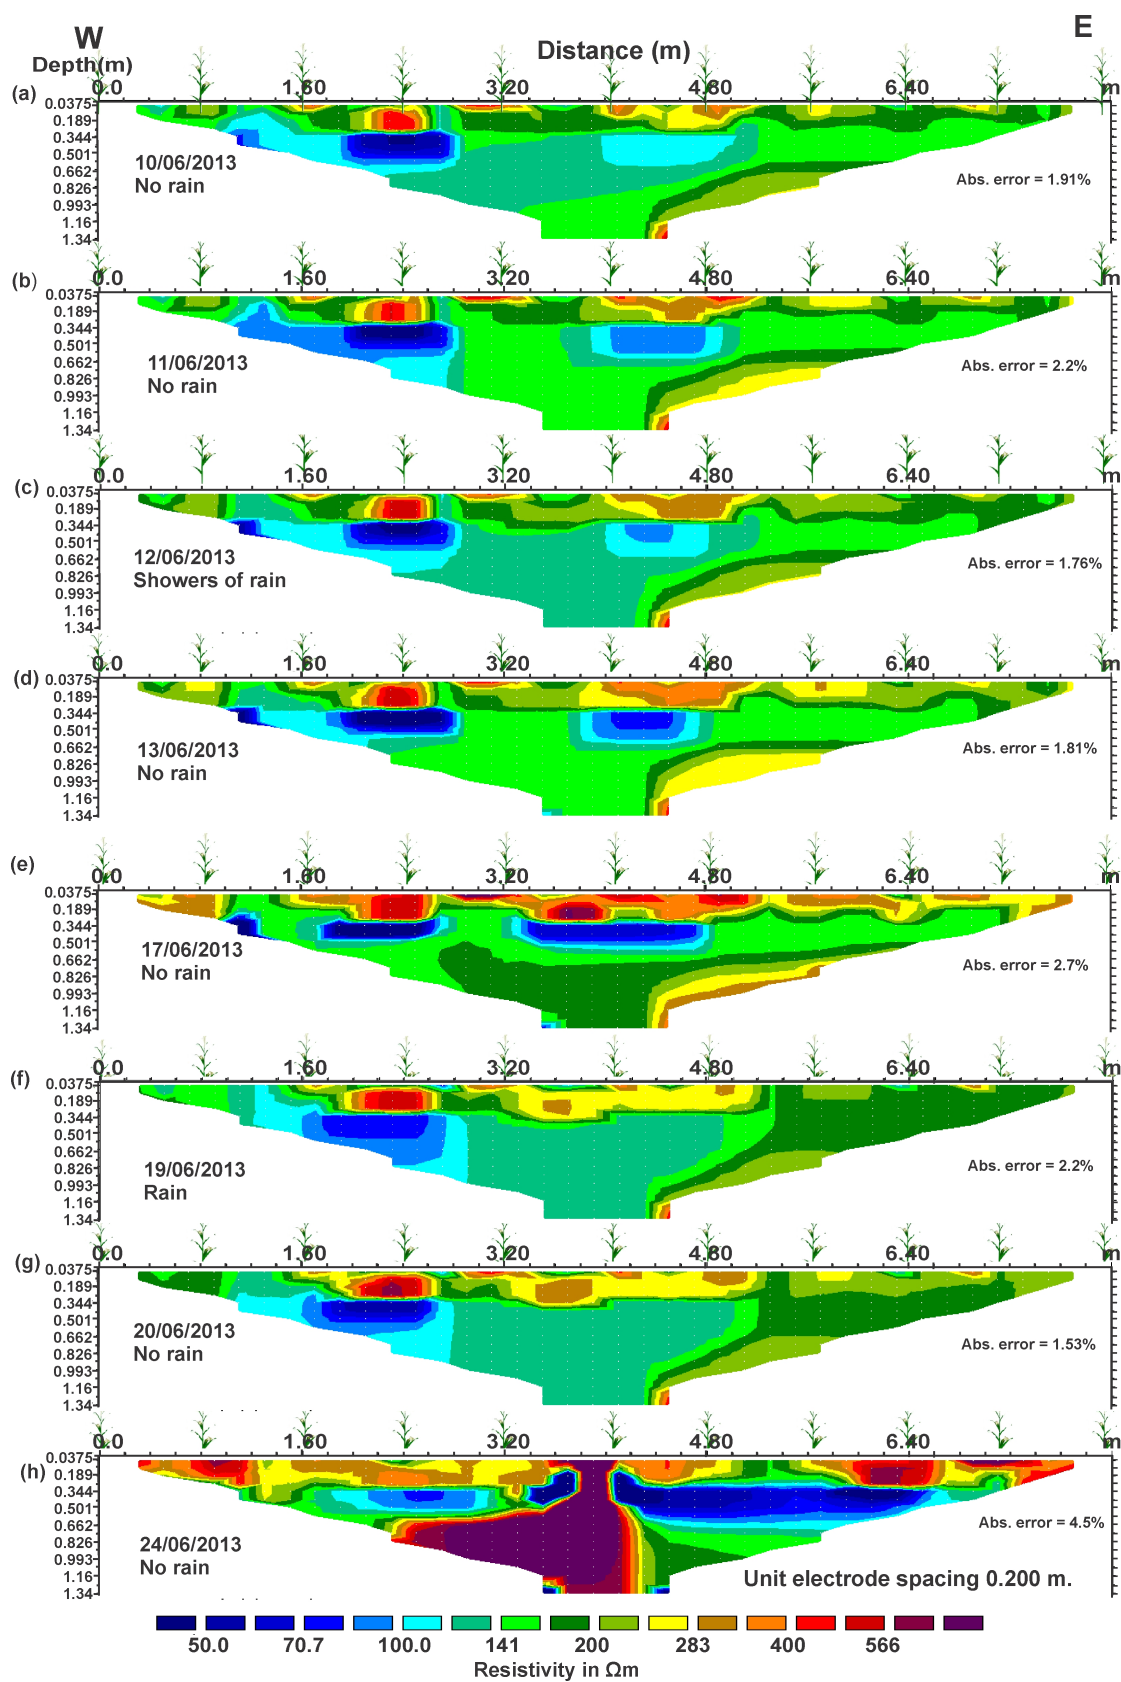 W
E
Distance (m)
Depth(m)
0.0 1.60 3.20 4.80 6.40 m
(a)
0.0375
0.189
0.344
0.501
0.662
0.826
0.993
1.16
1.34
10/06/2013
No rain
Abs. error = 1.91%
0.0 1.60 3.20 4.80 6.40 m
(b)
0.0375
0.189
0.344
0.501
0.662
0.826
0.993
1.16
1.34
11/06/2013
No rain
Abs. error = 2.2%
0.0 1.60 3.20 4.80 6.40 m
(c)
0.0375
0.189
0.344
0.501
0.662
0.826
0.993
1.16
1.34
12/06/2013
Showers of rain
Abs. error = 1.76%
0.0 1.60 3.20 4.80 6.40 m
(d)
0.0375
0.189
0.344
0.501
0.662
0.826
0.993
1.16
1.34
13/06/2013
No rain
Abs. error = 1.81%
0.0 1.60 3.20 4.80 6.40 m
(e)
0.0375
0.189
0.344
0.501
0.662
0.826
0.993
1.16
1.34
17/06/2013
No rain
Abs. error = 2.7%
0.0 1.60 3.20 4.80 6.40 m
(f)
0.0375
0.189
0.344
0.501
0.662
0.826
0.993
1.16
1.34
19/06/2013
Rain
Abs. error = 2.2%
0.0 1.60 3.20 4.80 6.40 m
(g)
0.0375
0.189
0.344
0.501
0.662
0.826
0.993
1.16
1.34
20/06/2013
No rain
Abs. error = 1.53%
0.0 1.60 3.20 4.80 6.40 m
(h)
0.0375
0.189
0.344
0.501
0.662
0.826
0.993
1.16
1.34
24/06/2013
No rain
Abs. error = 4.5%
Unit electrode spacing 0.200 m.
50.0 70.7 100.0 141 200 283 400 566
Resistivity in Ωm